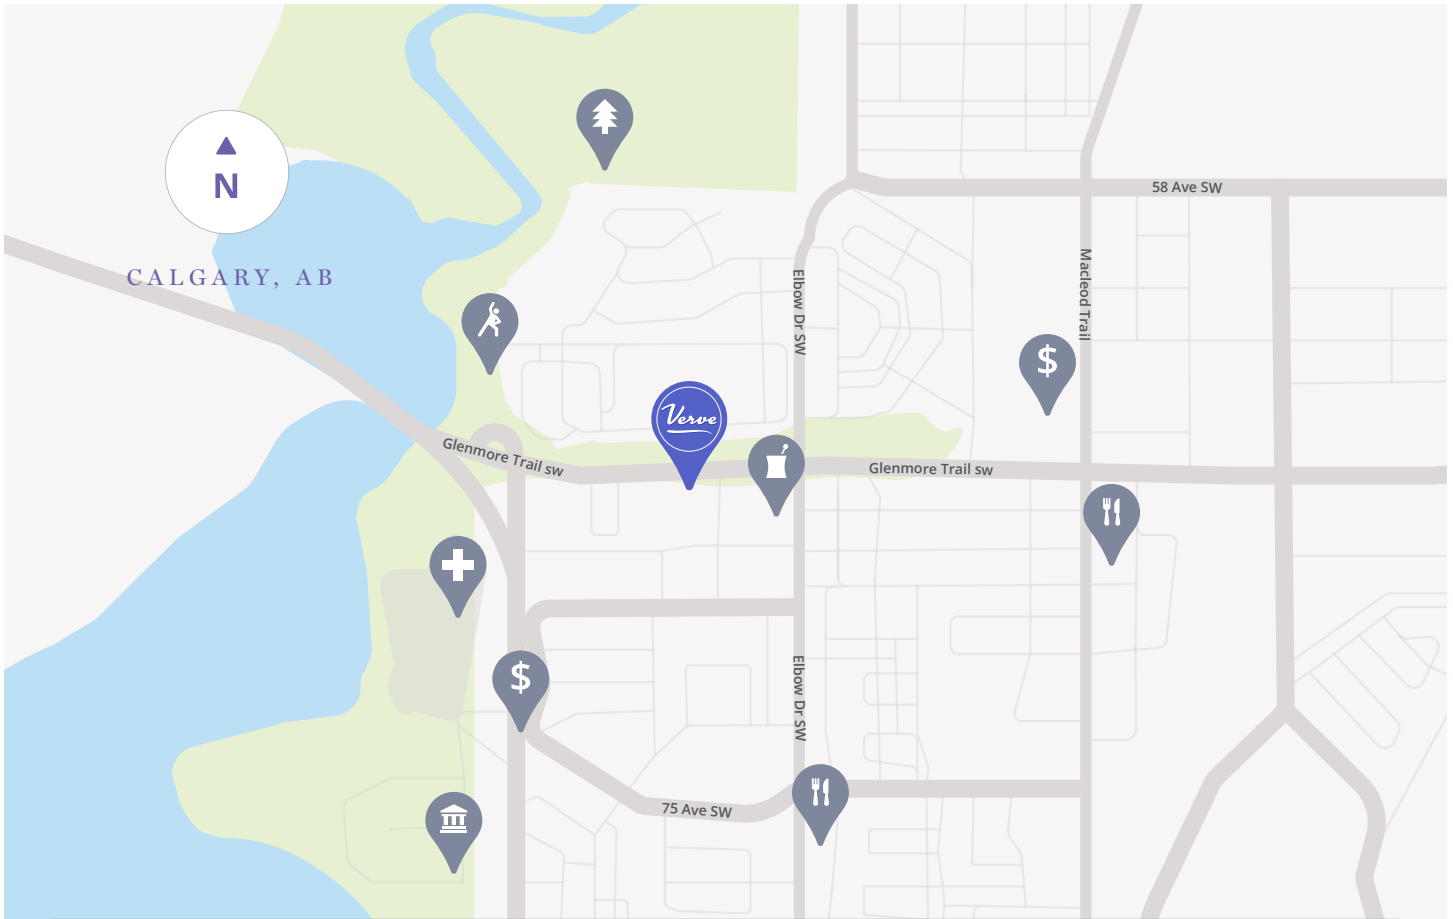 58 Ave SW
N
Macleod Trail
CALGARY, AB
Elbow Dr SW
$
Verve
Glenmore Trail sw
Glenmore Trail sw
$
Elbow Dr SW
75 Ave SW